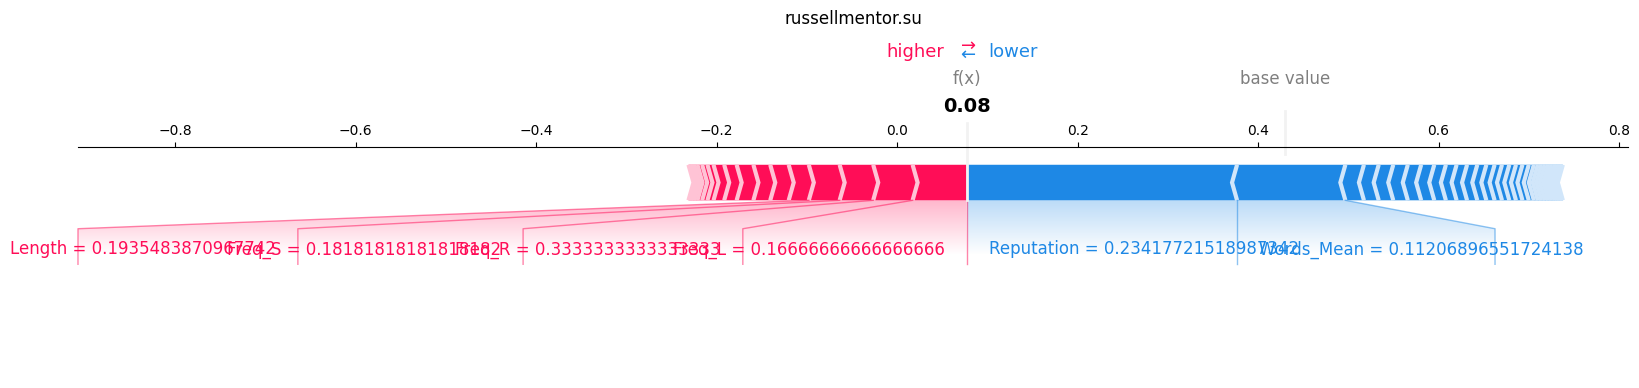 russellmentor.su
higher ⇄ lower
f(x) base value
0.08
−0.8 −0.6 −0.4 −0.2 0.0 0.2 0.4 0.6 0.8
Length = 0.1935483870967742 Freq_S = 0.18181818181818182 Freq_R = 0.3333333333333333 Freq_L = 0.16666666666666666 Reputation = 0.23417721518987342 Words_Mean = 0.11206896551724138